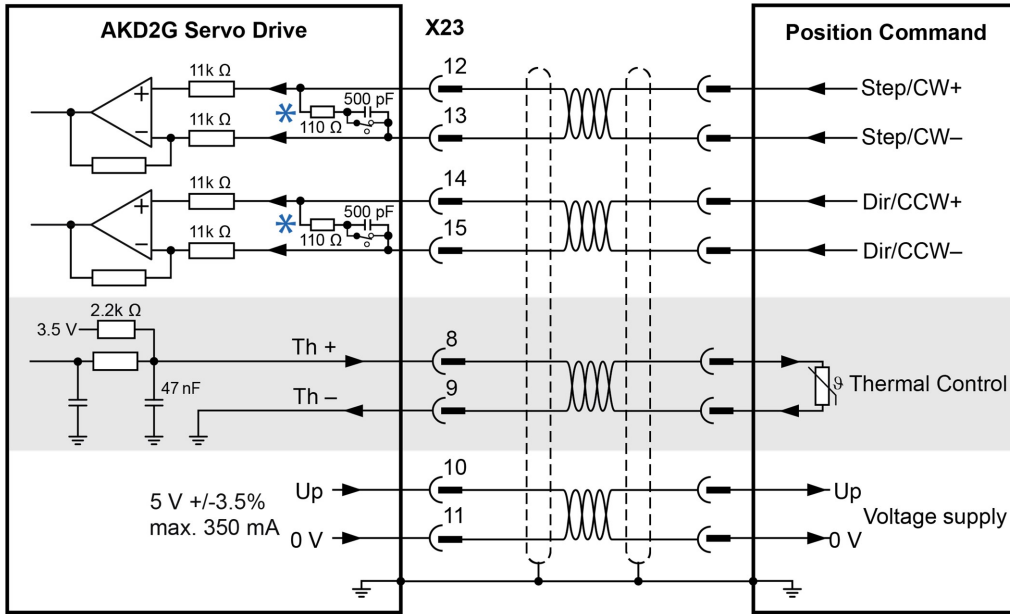 AKD2G Servo Drive
X23
Position Command
11k Ω
12
Step/CW+
500 pF
*
110 Ω
11k Ω
13
Step/CW–
+
–
11k Ω
14
Dir/CCW+
500 pF
*
110 Ω
11k Ω
15
Dir/CCW–
+
–
2.2k Ω
3.5 V
Th +
8
47 nF
Th –
9
ϑ Thermal Control
10
Up
Up
5 V +/-3.5%
max. 350 mA
11
Voltage supply
0 V
0 V